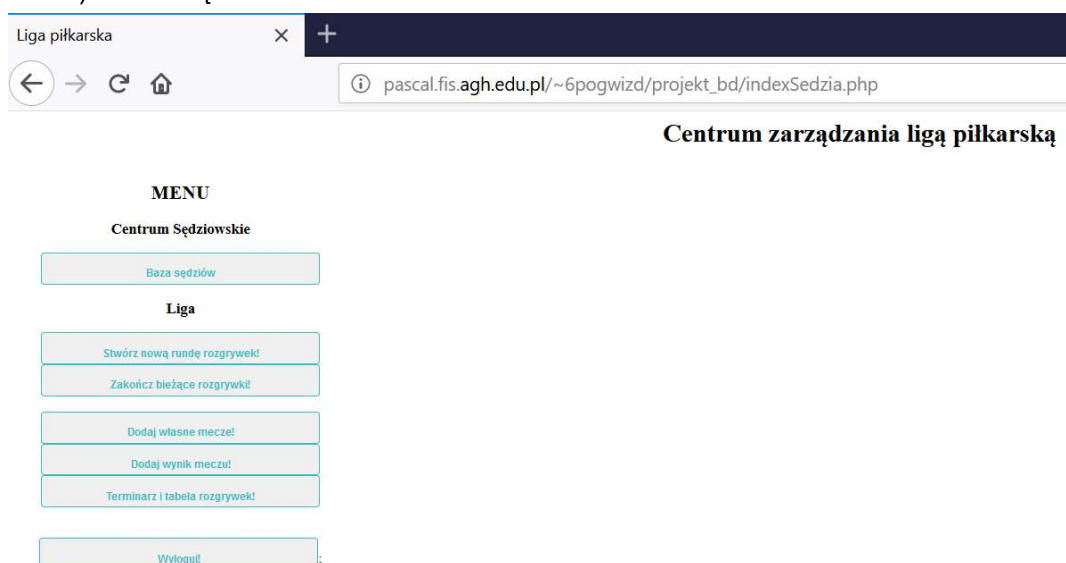 Liga piłkarska
pascal.fis.agh.edu.pl/~6pogwizd/projekt_bd/indexSedzia.php
Centrum zarządzania ligą piłkarską
MENU
Centrum Sędziowskie
Baza sędziów
Liga
Stwórz nową rundę rozgrywek!
Zakończ bieżące rozgrywki!
Dodaj własne mecze!
Dodaj wynik meczu!
Terminarz i tabela rozgrywek!
Wyloguj! ;